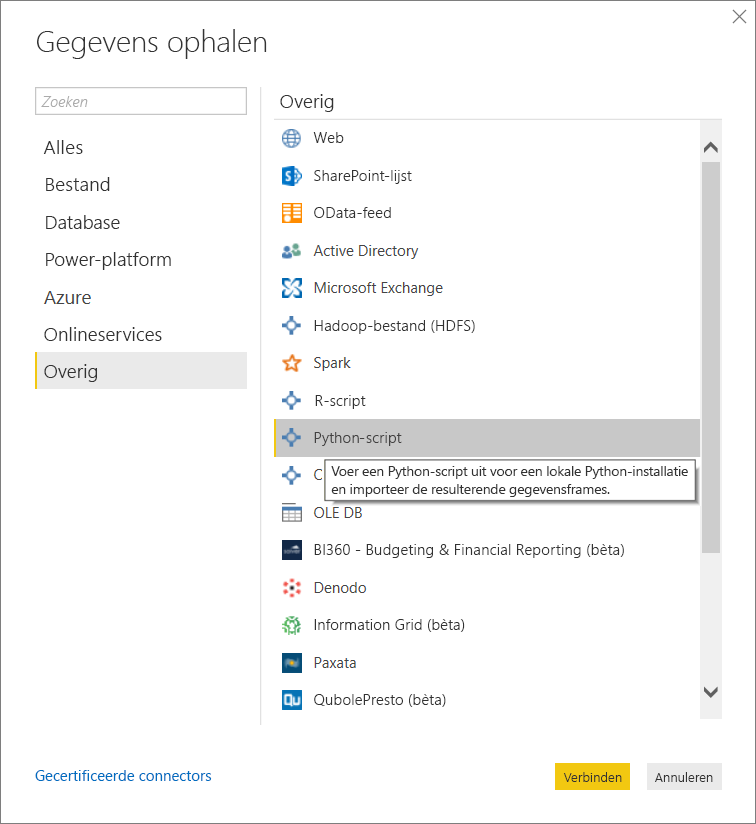 Gegevens ophalen
Zoeken
Alles
Bestand
Database
Power-platform
Azure
Onlineservices
Overig
Overig
Web
SharePoint-lijst
OData-feed
Active Directory
Microsoft Exchange
Hadoop-bestand (HDFS)
Spark
R-script
Python-script
Voer een Python-script uit voor een lokale Python-installatie
en importeer de resulterende gegevensframes.
OLE DB
BI360 - Budgeting & Financial Reporting (bèta)
Denodo
Information Grid (bèta)
Paxata
QubolePresto (bèta)
Gecertificeerde connectors
Verbinden
Annuleren